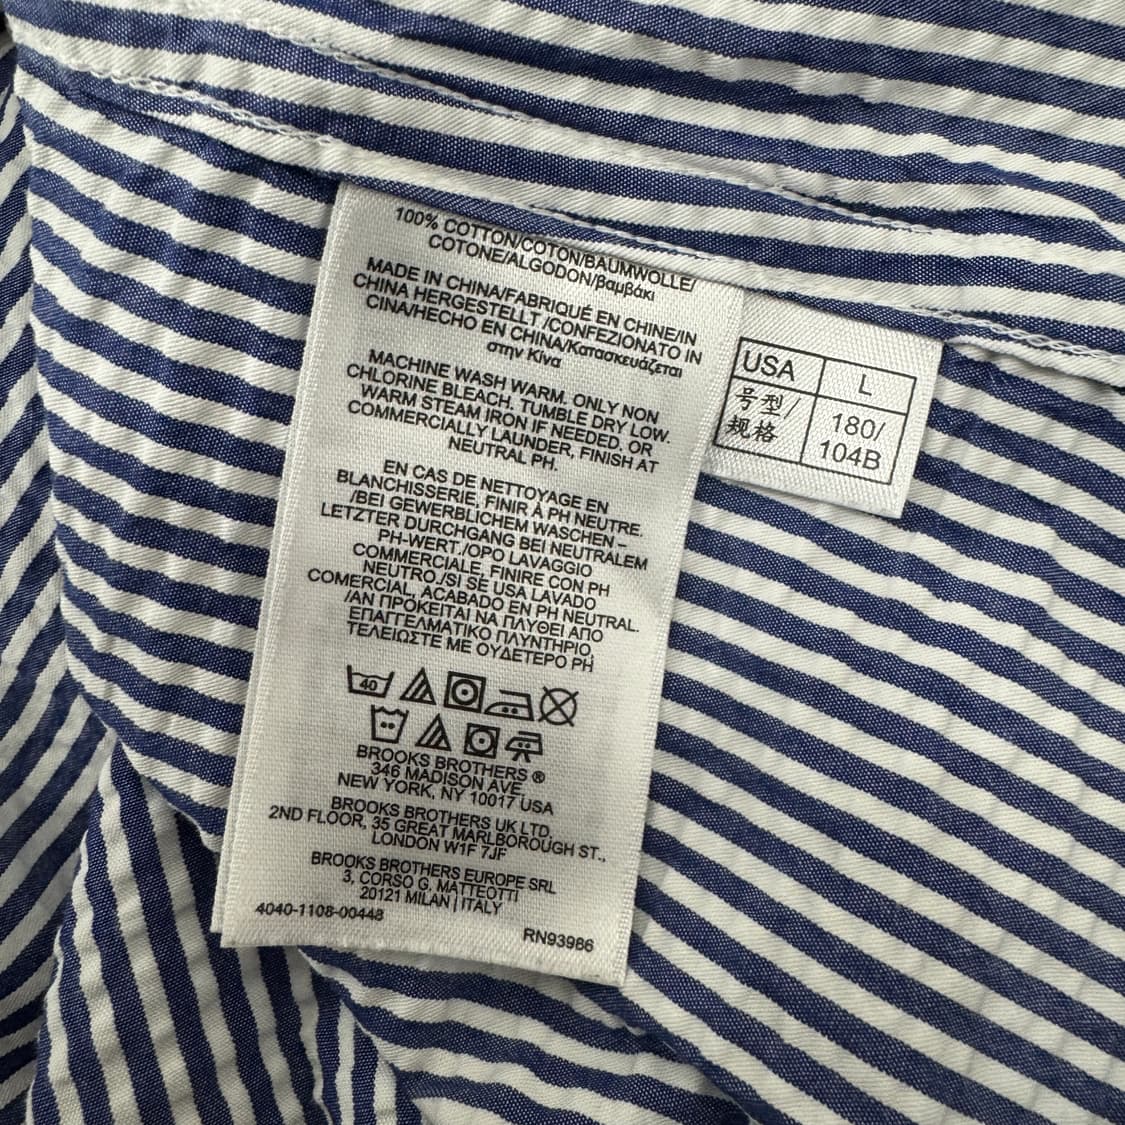 100% COTTON/COTON/BAUMWOLLE/
COTONE/ALGODON/βαμβάκι
MADE IN CHINA/FABRIQUÉ EN CHINE/IN
CHINA HERGESTELLT /CONFEZIONATO IN
CINA/HECHO EN CHINA/Κατασκευάζεται
στην Κίνα
MACHINE WASH WARM. ONLY NON
CHLORINE BLEACH. TUMBLE DRY LOW.
WARM STEAM IRON IF NEEDED. OR
COMMERCIALLY LAUNDER, FINISH AT
NEUTRAL PH.
EN CAS DE NETTOYAGE EN
BLANCHISSERIE, FINIR À PH NEUTRE.
/BEI GEWERBLICHEM WASCHEN –
LETZTER DURCHGANG BEI NEUTRALEM
PH-WERT./OPO LAVAGGIO
COMMERCIALE, FINIRE CON PH
NEUTRO./SI SE USA LAVADO
COMERCIAL, ACABADO EN PH NEUTRAL.
/ΑΝ ΠΡΟΚΕΙΤΑΙ ΝΑ ΠΛΥΘΕΙ ΑΠΟ
ΕΠΑΓΓΕΛΜΑΤΙΚΟ ΠΛΥΝΤΗΡΙΟ,
ΤΕΛΕΙΩΣΤΕ ΜΕ ΟΥΔΕΤΕΡΟ PH
40
BROOKS BROTHERS ®
346 MADISON AVE,
NEW YORK, NY 10017 USA
BROOKS BROTHERS UK LTD.
2ND FLOOR, 35 GREAT MARLBOROUGH ST.,
LONDON W1F 7JF
BROOKS BROTHERS EUROPE SRL
3, CORSO G. MATTEOTTI
20121 MILAN | ITALY
4040-1108-00448
RN93986
USA L
号型/ 180/
规格 104B